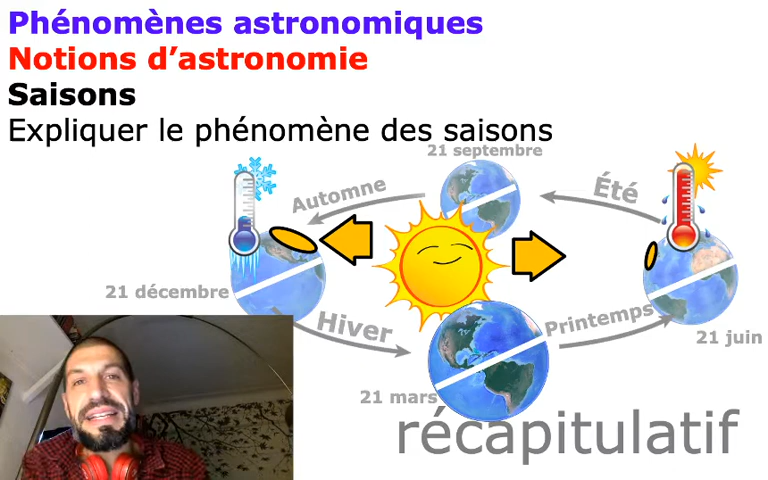 Phénomènes astronomiques
Notions d'astronomie
Saisons
Expliquer le phénomène des saisons
21 septembre
Automne
Été
21 décembre
Hiver
Printemps
21 juin
21 mars
récapitulatif